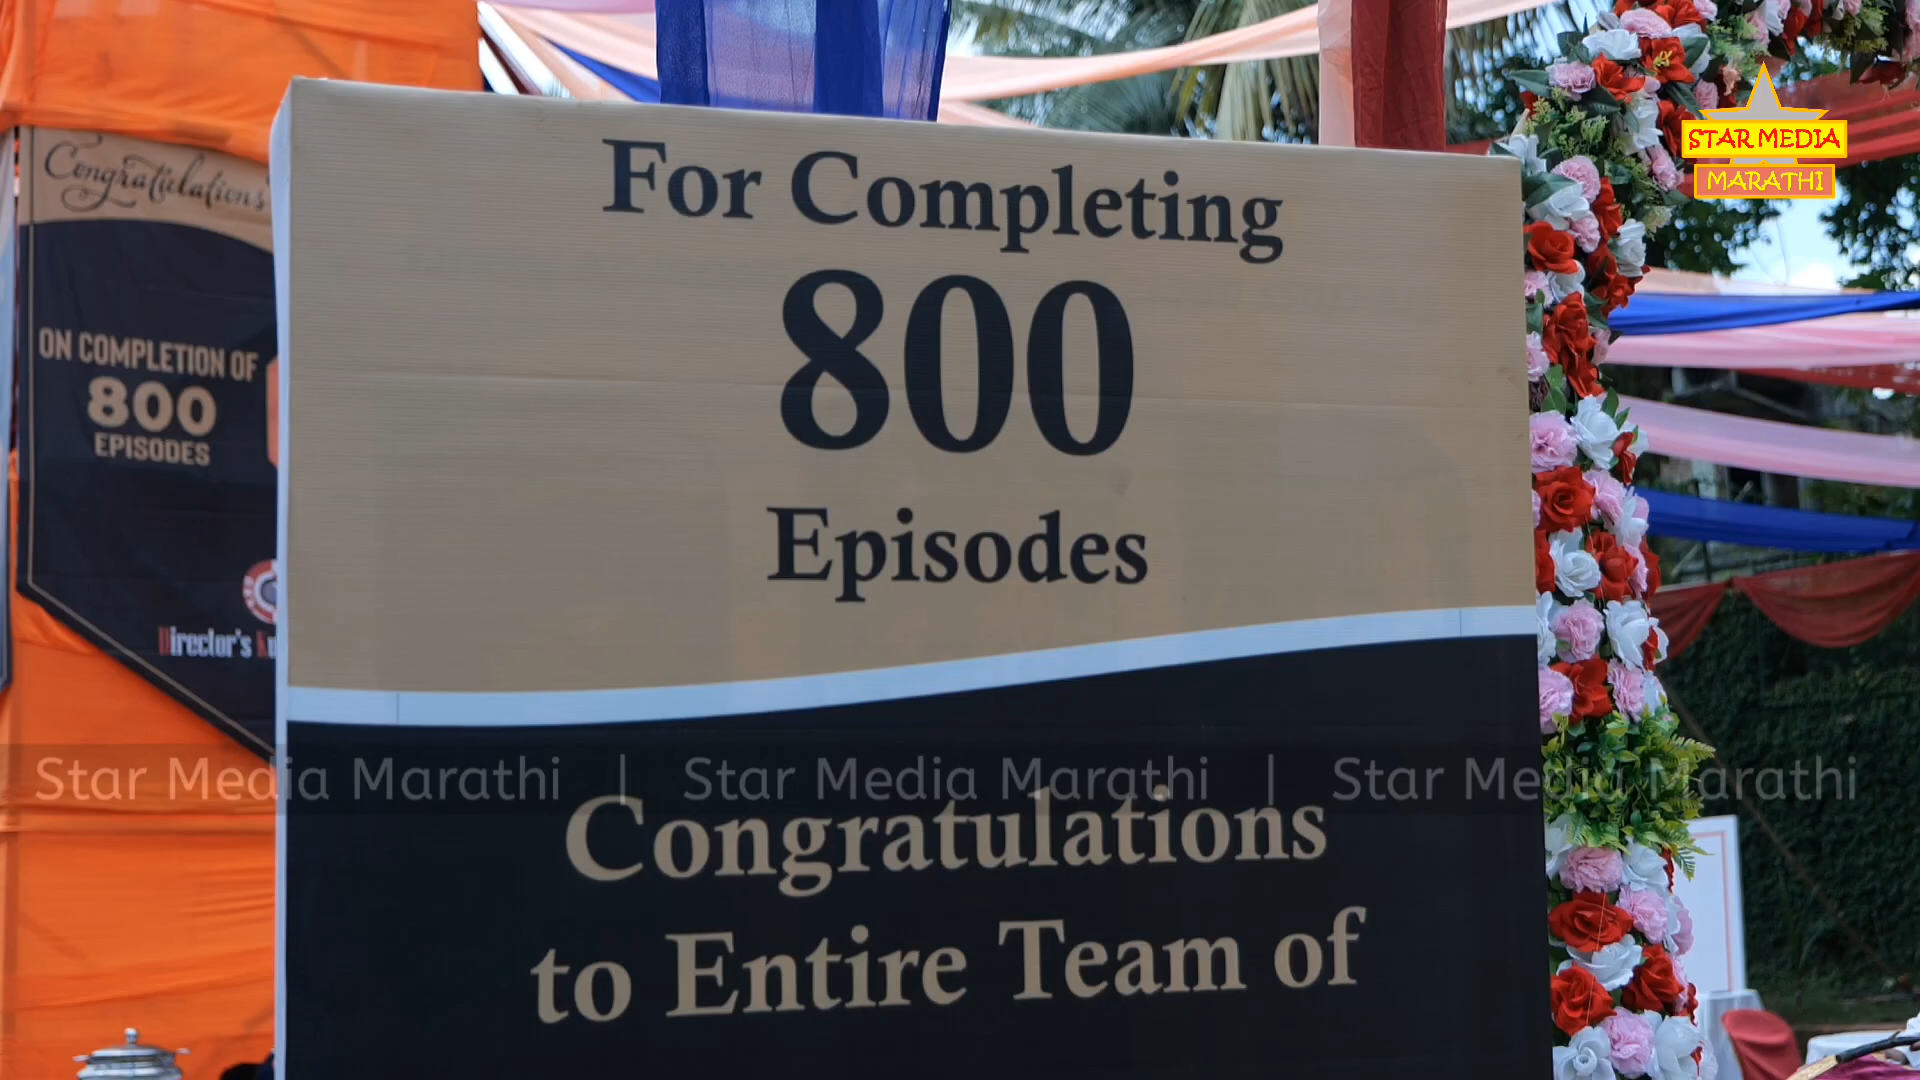 Congratulations
ON COMPLETION OF
800
EPISODES
Director's
For Completing
800
Episodes
Congratulations
to Entire Team of
STAR MEDIA
MARATHI
Star Media Marathi | Star Media Marathi | Star Media Marathi